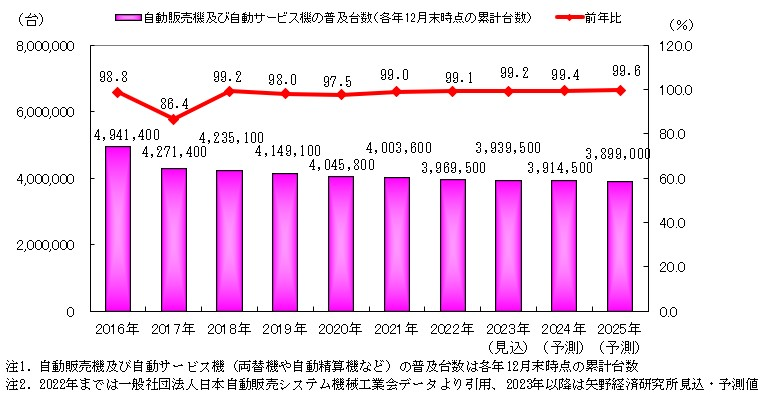 (台)
自動販売機及び自動サービス機の普及台数(各年12月末時点の累計台数)
前年比
(%)
8,000,000
6,000,000
4,000,000
2,000,000
0
120.0
100.0
80.0
60.0
40.0
20.0
0.0
98.8
86.4
99.2
98.0
97.5
99.0
99.1
99.2
99.4
99.6
4,941,400
4,271,400
4,235,100
4,149,100
4,045,800
4,003,600
3,969,500
3,939,500
3,914,500
3,899,000
2016年
2017年
2018年
2019年
2020年
2021年
2022年
2023年
(見込)
2024年
(予測)
2025年
(予測)
注1．自動販売機及び自動サービス機（両替機や自動精算機など）の普及台数は各年12月末時点の累計台数
注2．2022年までは一般社団法人日本自動販売システム機械工業会データより引用、2023年以降は矢野経済研究所見込・予測値